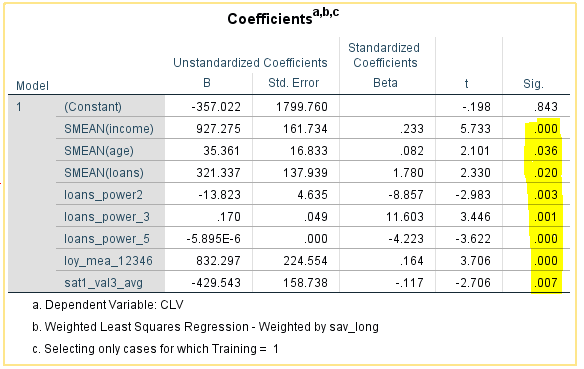 Coefficientsa,b,c
Unstandardized Coefficients Standardized Coefficients
Model B Std. Error Beta t Sig.
1 (Constant) -357.022 1799.760 -.198 .843
SMEAN(income) 927.275 161.734 .233 5.733 .000
SMEAN(age) 35.361 16.833 .082 2.101 .036
SMEAN(loans) 321.337 137.939 1.780 2.330 .020
loans_power2 -13.823 4.635 -8.857 -2.983 .003
loans_power_3 .170 .049 11.603 3.446 .001
loans_power_5 -5.895E-6 .000 -4.223 -3.622 .000
loy_mea_12346 832.297 224.554 .164 3.706 .000
sat1_val3_avg -429.543 158.738 -.117 -2.706 .007
a. Dependent Variable: CLV
b. Weighted Least Squares Regression - Weighted by sav_long
c. Selecting only cases for which Training = 1